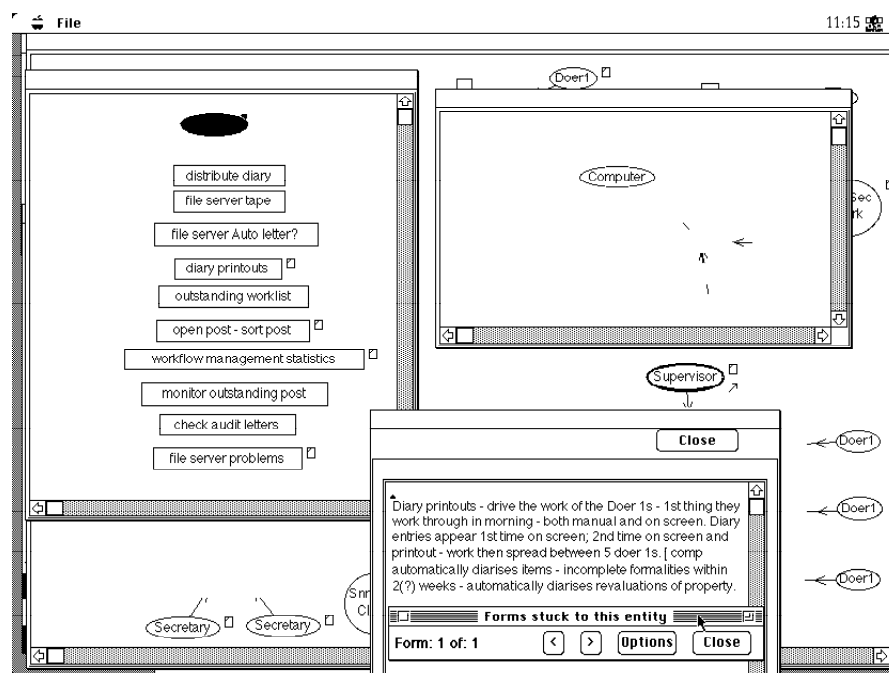 File
11:15
Doer1
distribute diary
file server tape
file server Auto letter?
diary printouts
outstanding worklist
open post - sort post
workflow management statistics
monitor outstanding post
check audit letters
file server problems
Computer
Sec
rk
Supervisor
Close
Doer1
Doer1
Doer1
Diary printouts - drive the work of the Doer 1s - 1st thing they
work through in morning - both manual and on screen. Diary
entries appear 1st time on screen; 2nd time on screen and
printout - work then spread between 5 doer 1s. [ comp
automatically diarises items - incomplete formalities within
2(?) weeks - automatically diarises revaluations of property.
Forms stuck to this entity
Form: 1 of: 1
<
>
Options
Close
Secretary
Secretary
Snr
Cl